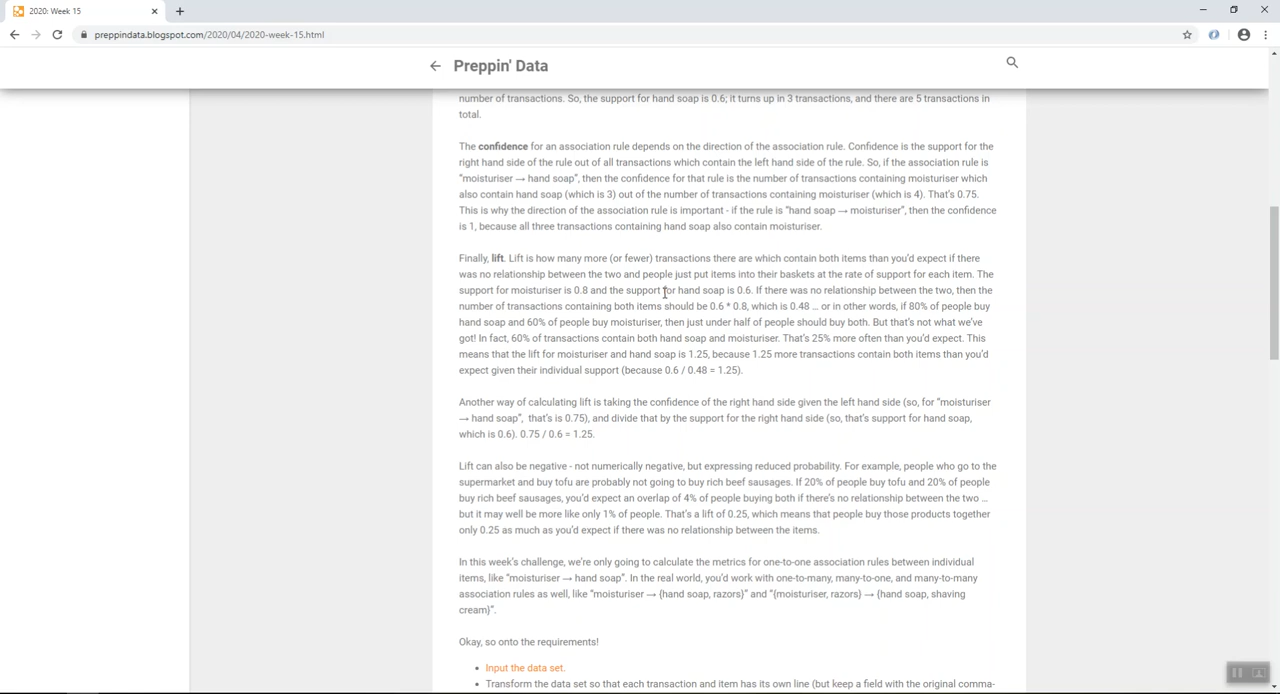 2020: Week 15
preppindata.blogspot.com/2020/04/2020-week-15.html
Preppin' Data
number of transactions. So, the support for hand soap is 0.6; it turns up in 3 transactions, and there are 5 transactions in
total.
The confidence for an association rule depends on the direction of the association rule. Confidence is the support for the
right hand side of the rule out of all transactions which contain the left hand side of the rule. So, if the association rule is
“moisturiser → hand soap”, then the confidence for that rule is the number of transactions containing moisturiser which
also contain hand soap (which is 3) out of the number of transactions containing moisturiser (which is 4). That’s 0.75.
This is why the direction of the association rule is important - if the rule is “hand soap → moisturiser”, then the confidence
is 1, because all three transactions containing hand soap also contain moisturiser.
Finally, lift. Lift is how many more (or fewer) transactions there are which contain both items than you’d expect if there
was no relationship between the two and people just put items into their baskets at the rate of support for each item. The
support for moisturiser is 0.8 and the support for hand soap is 0.6. If there was no relationship between the two, then the
number of transactions containing both items should be 0.6 * 0.8, which is 0.48 … or in other words, if 80% of people buy
hand soap and 60% of people buy moisturiser, then just under half of people should buy both. But that’s not what we’ve
got! In fact, 60% of transactions contain both hand soap and moisturiser. That’s 25% more often than you’d expect. This
means that the lift for moisturiser and hand soap is 1.25, because 1.25 more transactions contain both items than you’d
expect given their individual support (because 0.6 / 0.48 = 1.25).
Another way of calculating lift is taking the confidence of the right hand side given the left hand side (so, for “moisturiser
→ hand soap”, that’s is 0.75), and divide that by the support for the right hand side (so, that’s support for hand soap,
which is 0.6). 0.75 / 0.6 = 1.25.
Lift can also be negative - not numerically negative, but expressing reduced probability. For example, people who go to the
supermarket and buy tofu are probably not going to buy rich beef sausages. If 20% of people buy tofu and 20% of people
buy rich beef sausages, you’d expect an overlap of 4% of people buying both if there’s no relationship between the two …
but it may well be more like only 1% of people. That’s a lift of 0.25, which means that people buy those products together
only 0.25 as much as you’d expect if there was no relationship between the items.
In this week’s challenge, we’re only going to calculate the metrics for one-to-one association rules between individual
items, like “moisturiser → hand soap”. In the real world, you’d work with one-to-many, many-to-one, and many-to-many
association rules as well, like “moisturiser → {hand soap, razors}” and “{moisturiser, razors} → {hand soap, shaving
cream}”.
Okay, so onto the requirements!
• Input the data set.
• Transform the data set so that each transaction and item has its own line (but keep a field with the original comma-